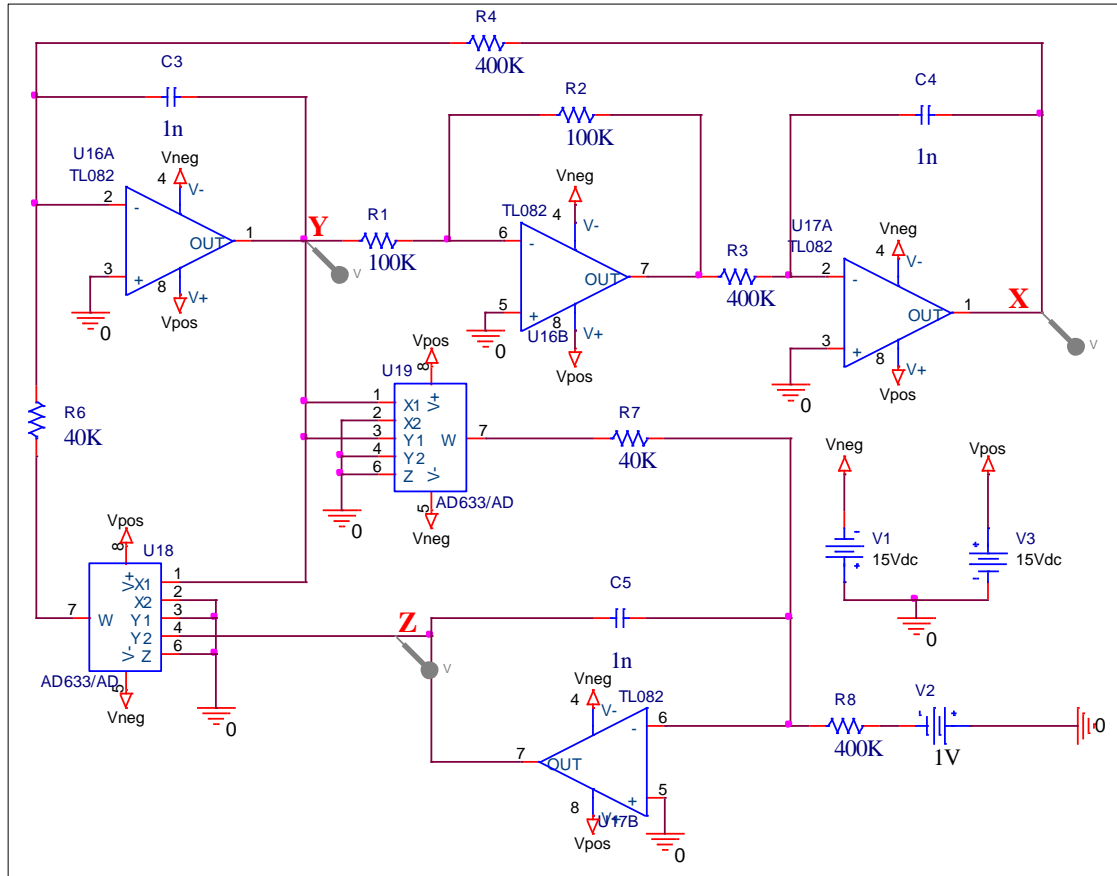 R4
400K
C3
1n
R2
100K
C4
1n
U16A
TL082
Vneg
4
V-
2
-
OUT
1
3
+
8
V+
Vpos
0
Y
V
R1
100K
TL082
Vneg
4
V-
6
-
OUT
7
5
+
8
V+
U16B
Vpos
0
R3
400K
U17A
TL082
Vneg
4
V-
2
-
OUT
1
3
+
8
V+
Vpos
0
X
V
R6
40K
Vpos
8
U19
1
X1
V+
2
X2
3
Y1
W
7
4
Y2
6
Z
V-
AD633/AD
5
Vneg
0
R7
40K
Vneg
V1
15Vdc
-
+
Vpos
V3
15Vdc
+
-
0
Vpos
8
U18
1
X1
V+
2
X2
7
W
3
Y1
4
Y2
6
Z
V-
AD633/AD
5
Vneg
0
Z
V
C5
1n
TL082
Vneg
4
V-
6
-
7
OUT
5
+
8
V+
U17B
Vpos
0
R8
400K
V2
-
+
1V
0